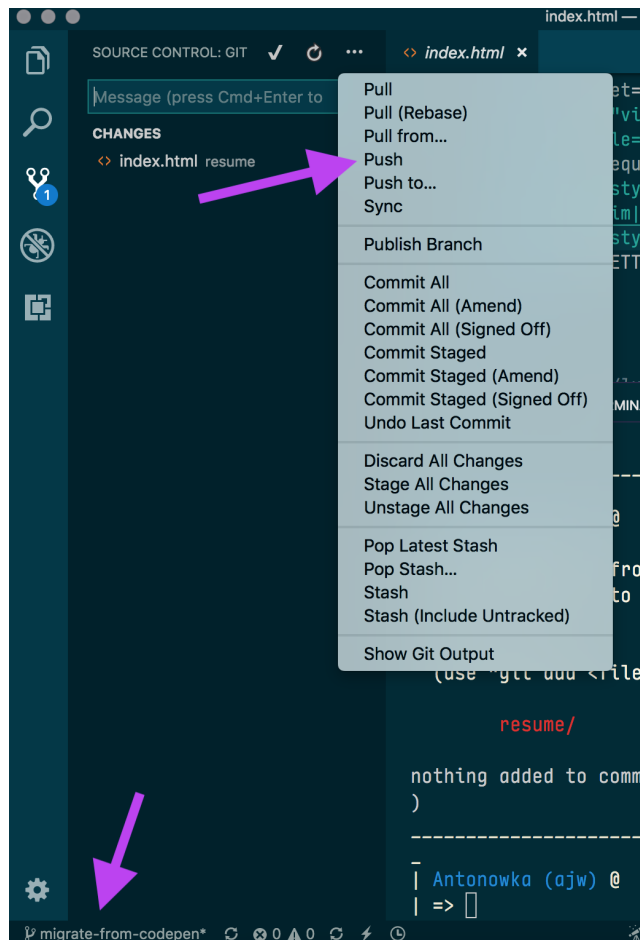 index.html —
SOURCE CONTROL: GIT
index.html
Message (press Cmd+Enter to
CHANGES
index.html resume
1
Pull
Pull (Rebase)
Pull from...
Push
Push to...
Sync
Publish Branch
Commit All
Commit All (Amend)
Commit All (Signed Off)
Commit Staged
Commit Staged (Amend)
Commit Staged (Signed Off)
Undo Last Commit
Discard All Changes
Stage All Changes
Unstage All Changes
Pop Latest Stash
Pop Stash...
Stash
Stash (Include Untracked)
Show Git Output
resume/
nothing added to comm
)
| Antonowka (ajw) @
| =>
migrate-from-codepen* 0 0